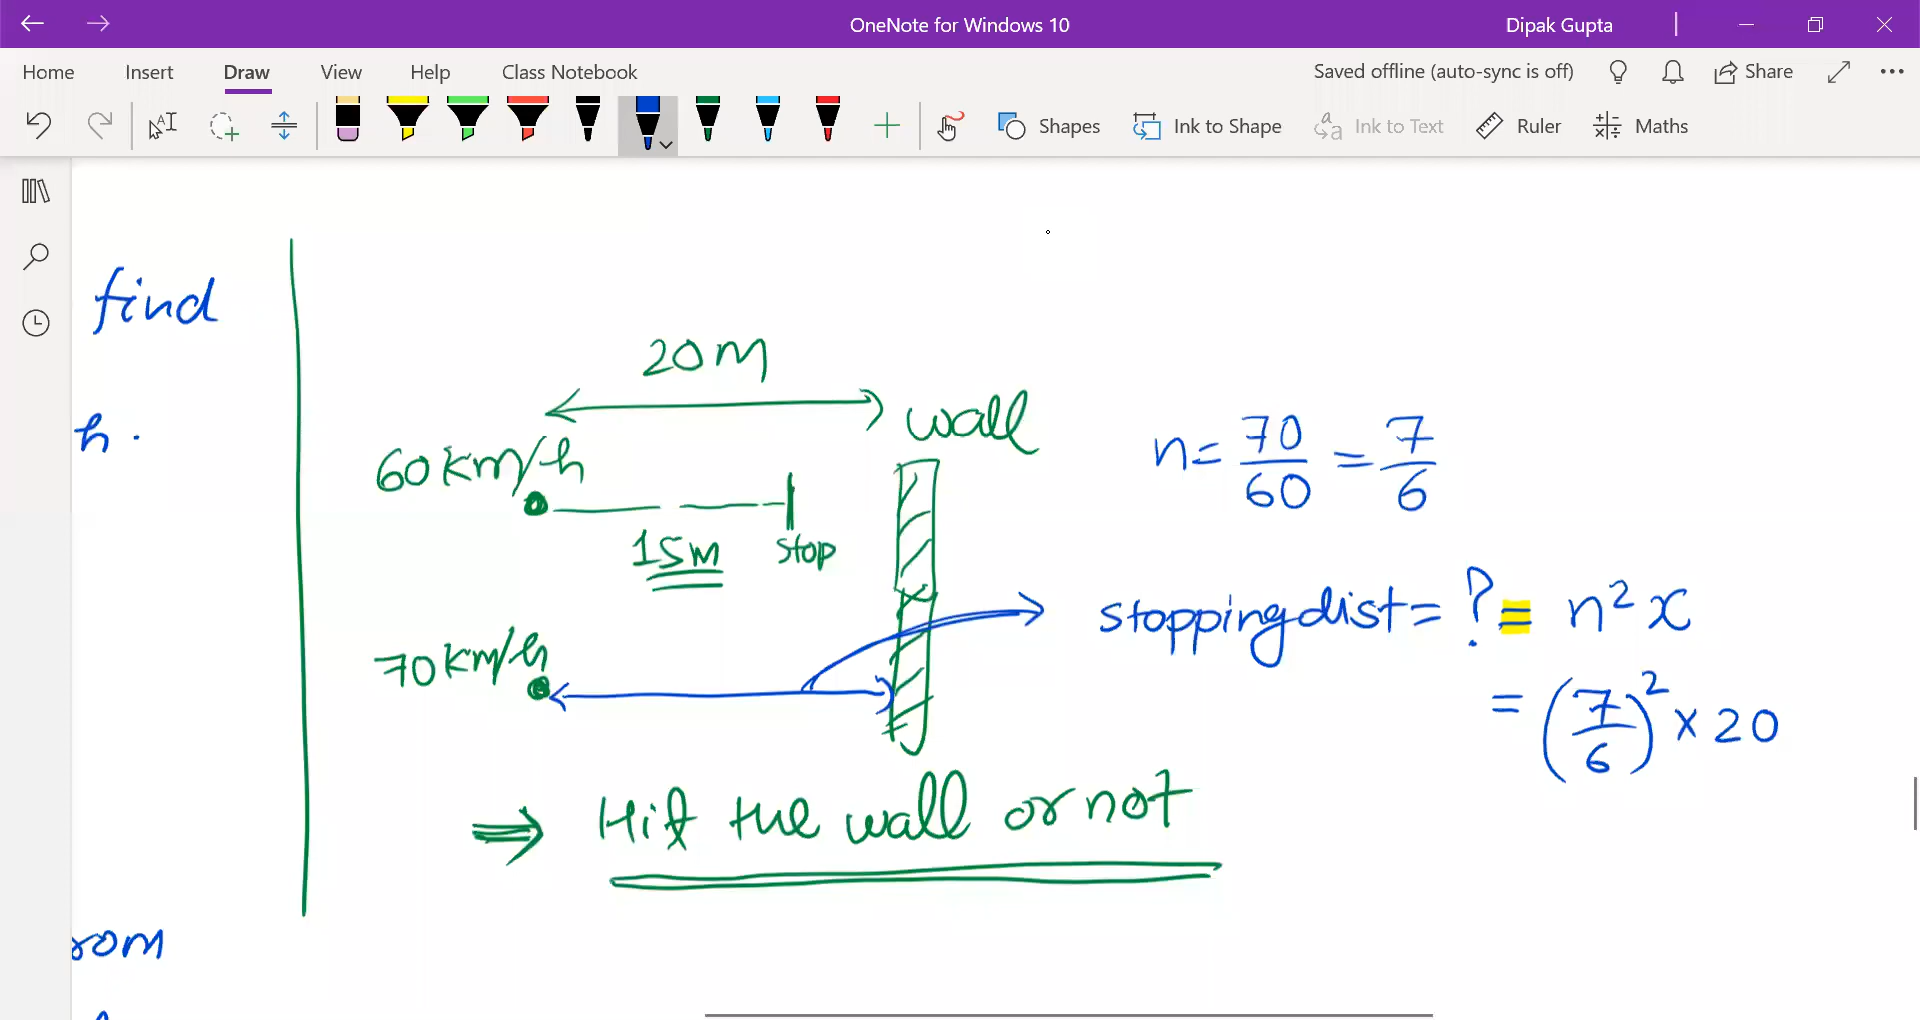 OneNote for Windows 10
Dipak Gupta
Home Insert Draw View Help Class Notebook
Saved offline (auto-sync is off) Share
Shapes Ink to Shape Ink to Text Ruler Maths
find
h.
20m
wall
60km/h
15m
stop
70km/h
n = 70/60 = 7/6
stopping dist = ? = n² x
= (7/6)² × 20
⇒ Hit the wall or not
rom